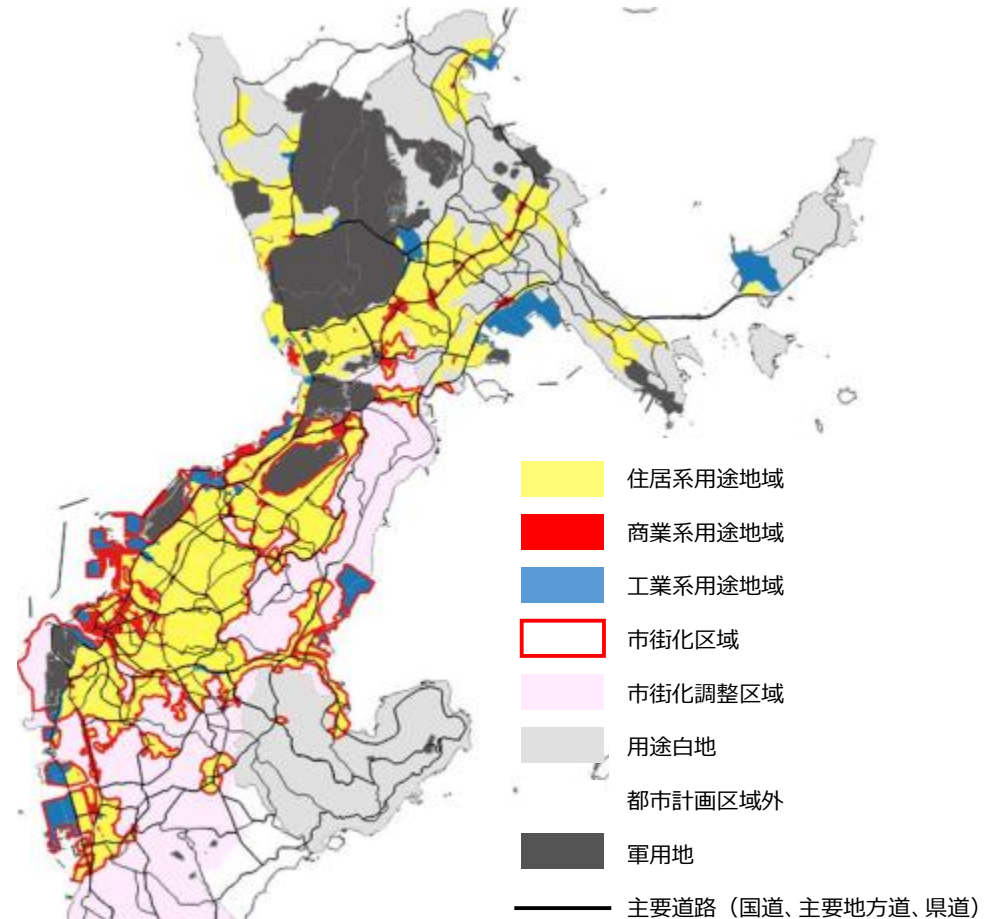 住居系用途地域
商業系用途地域
工業系用途地域
市街化区域
市街化調整区域
用途白地
都市計画区域外
軍用地
主要道路（国道、主要地方道、県道）